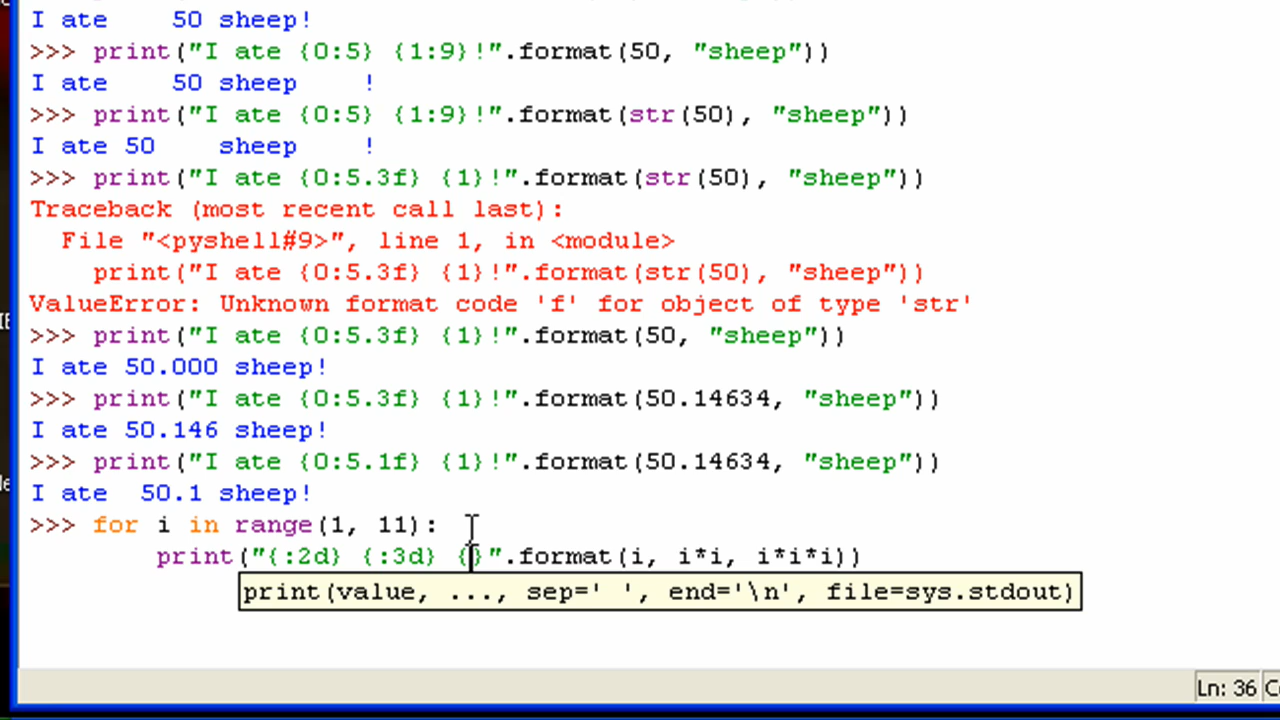 I ate    50 sheep!
>>> print("I ate {0:5} {1:9}!".format(50, "sheep"))
I ate    50 sheep    !
>>> print("I ate {0:5} {1:9}!".format(str(50), "sheep"))
I ate 50    sheep    !
>>> print("I ate {0:5.3f} {1}!".format(str(50), "sheep"))
Traceback (most recent call last):
  File "<pyshell#9>", line 1, in <module>
    print("I ate {0:5.3f} {1}!".format(str(50), "sheep"))
ValueError: Unknown format code 'f' for object of type 'str'
>>> print("I ate {0:5.3f} {1}!".format(50, "sheep"))
I ate 50.000 sheep!
>>> print("I ate {0:5.3f} {1}!".format(50.14634, "sheep"))
I ate 50.146 sheep!
>>> print("I ate {0:5.1f} {1}!".format(50.14634, "sheep"))
I ate  50.1 sheep!
>>> for i in range(1, 11):
        print("{:2d} {:3d} {}".format(i, i*i, i*i*i))
print(value, ..., sep=' ', end='\n', file=sys.stdout)
Ln: 36